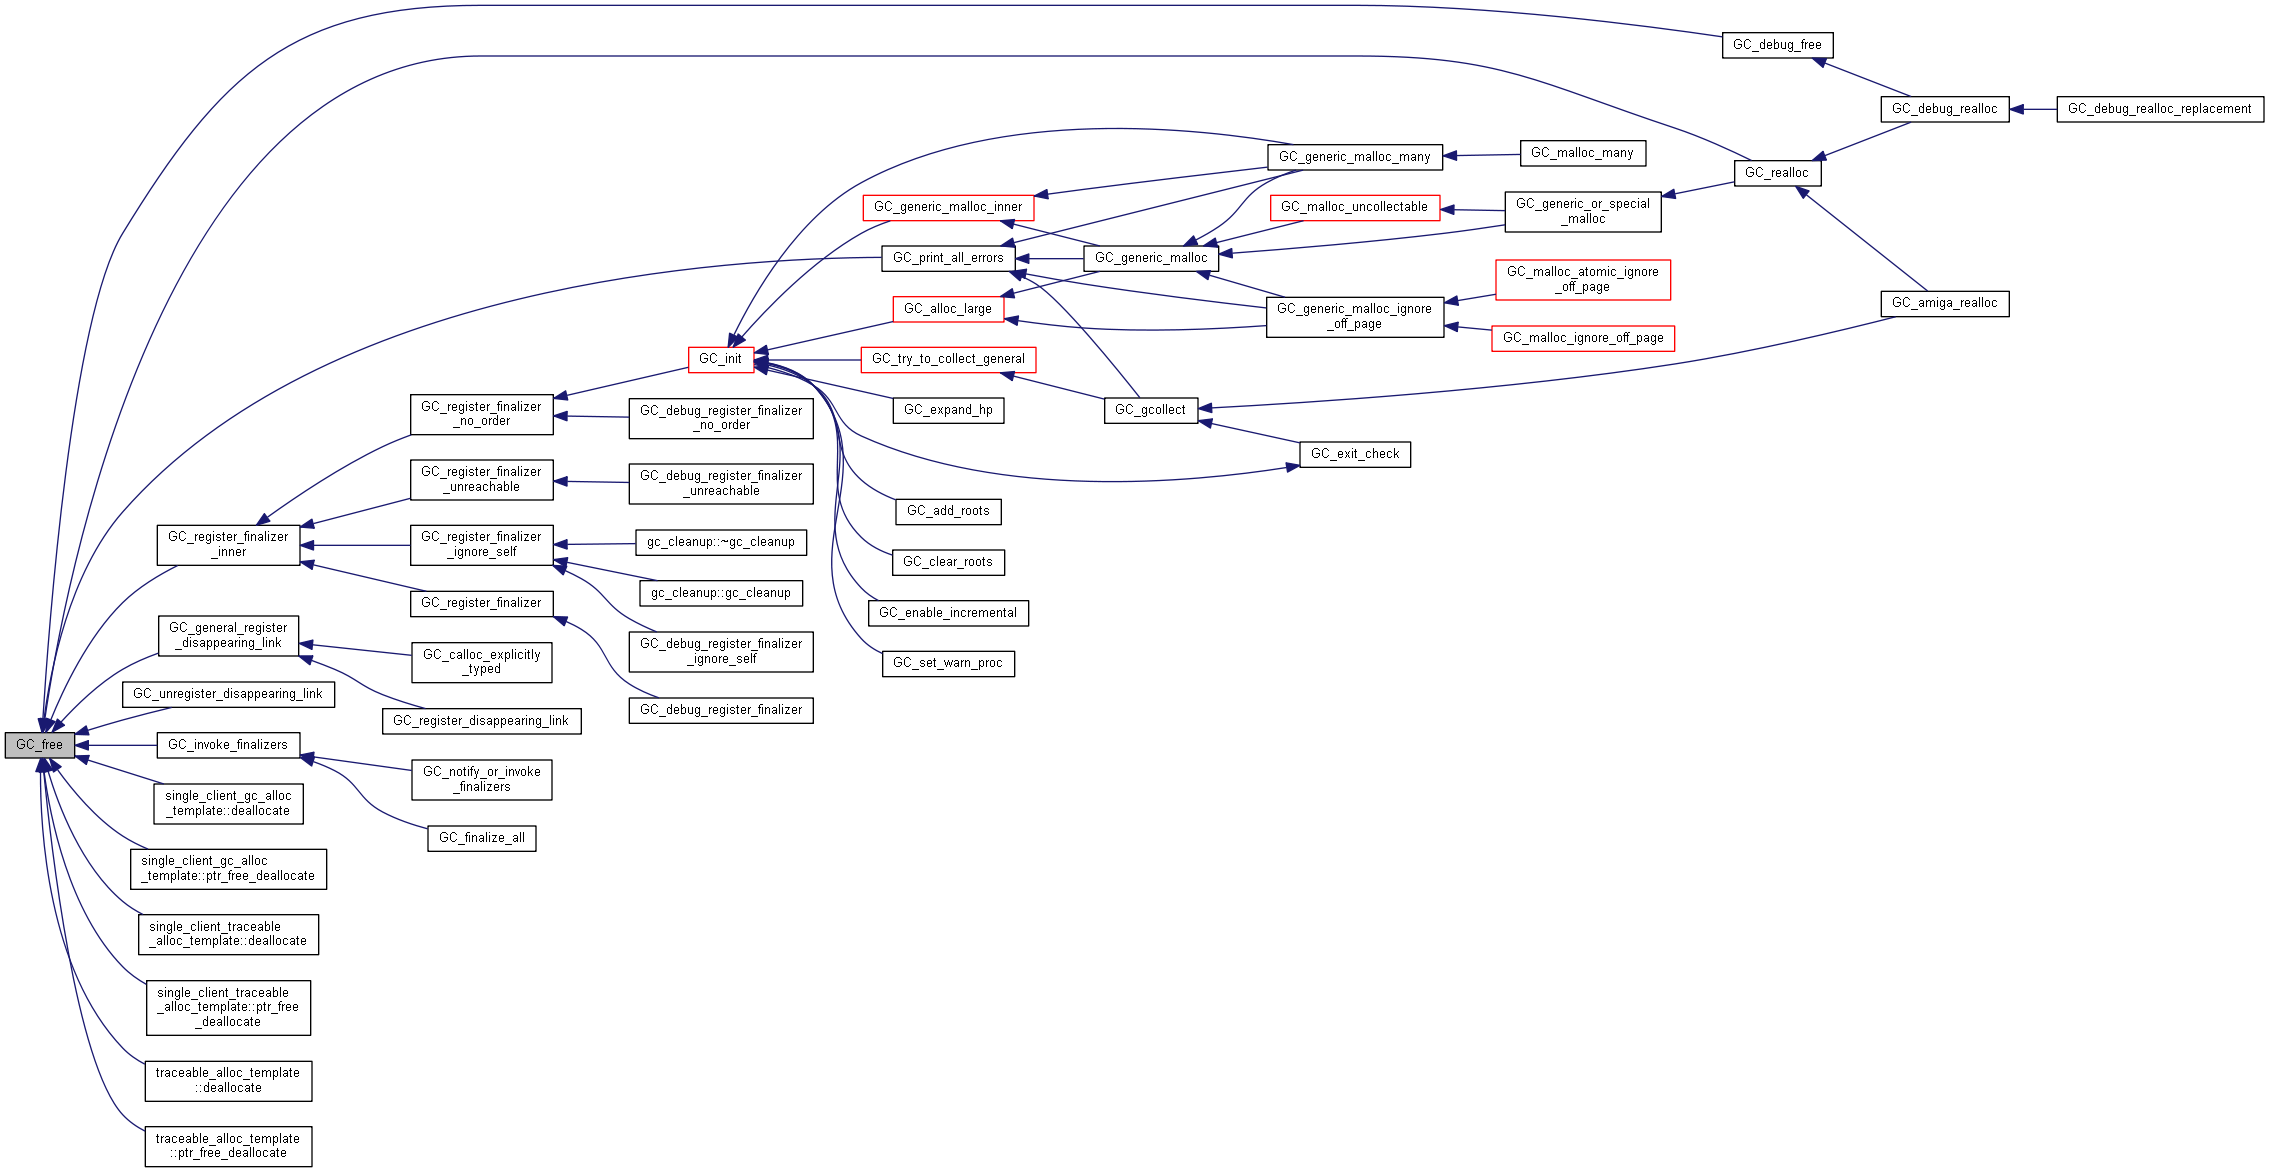 GC_debug_free
GC_debug_realloc
GC_debug_realloc_replacement
GC_generic_malloc_many
GC_malloc_many
GC_realloc
GC_generic_malloc_inner
GC_malloc_uncollectable
GC_generic_or_special
_malloc
GC_print_all_errors
GC_generic_malloc
GC_malloc_atomic_ignore
_off_page
GC_alloc_large
GC_generic_malloc_ignore
_off_page
GC_amiga_realloc
GC_malloc_ignore_off_page
GC_init
GC_try_to_collect_general
GC_register_finalizer
_no_order
GC_debug_register_finalizer
_no_order
GC_expand_hp
GC_gcollect
GC_exit_check
GC_register_finalizer
_unreachable
GC_debug_register_finalizer
_unreachable
GC_add_roots
GC_register_finalizer
_inner
GC_register_finalizer
_ignore_self
gc_cleanup::~gc_cleanup
GC_clear_roots
gc_cleanup::gc_cleanup
GC_register_finalizer
GC_enable_incremental
GC_general_register
_disappearing_link
GC_calloc_explicitly
_typed
GC_debug_register_finalizer
_ignore_self
GC_set_warn_proc
GC_unregister_disappearing_link
GC_register_disappearing_link
GC_debug_register_finalizer
GC_free
GC_invoke_finalizers
GC_notify_or_invoke
_finalizers
single_client_gc_alloc
_template::deallocate
GC_finalize_all
single_client_gc_alloc
_template::ptr_free_deallocate
single_client_traceable
_alloc_template::deallocate
single_client_traceable
_alloc_template::ptr_free
_deallocate
traceable_alloc_template
::deallocate
traceable_alloc_template
::ptr_free_deallocate